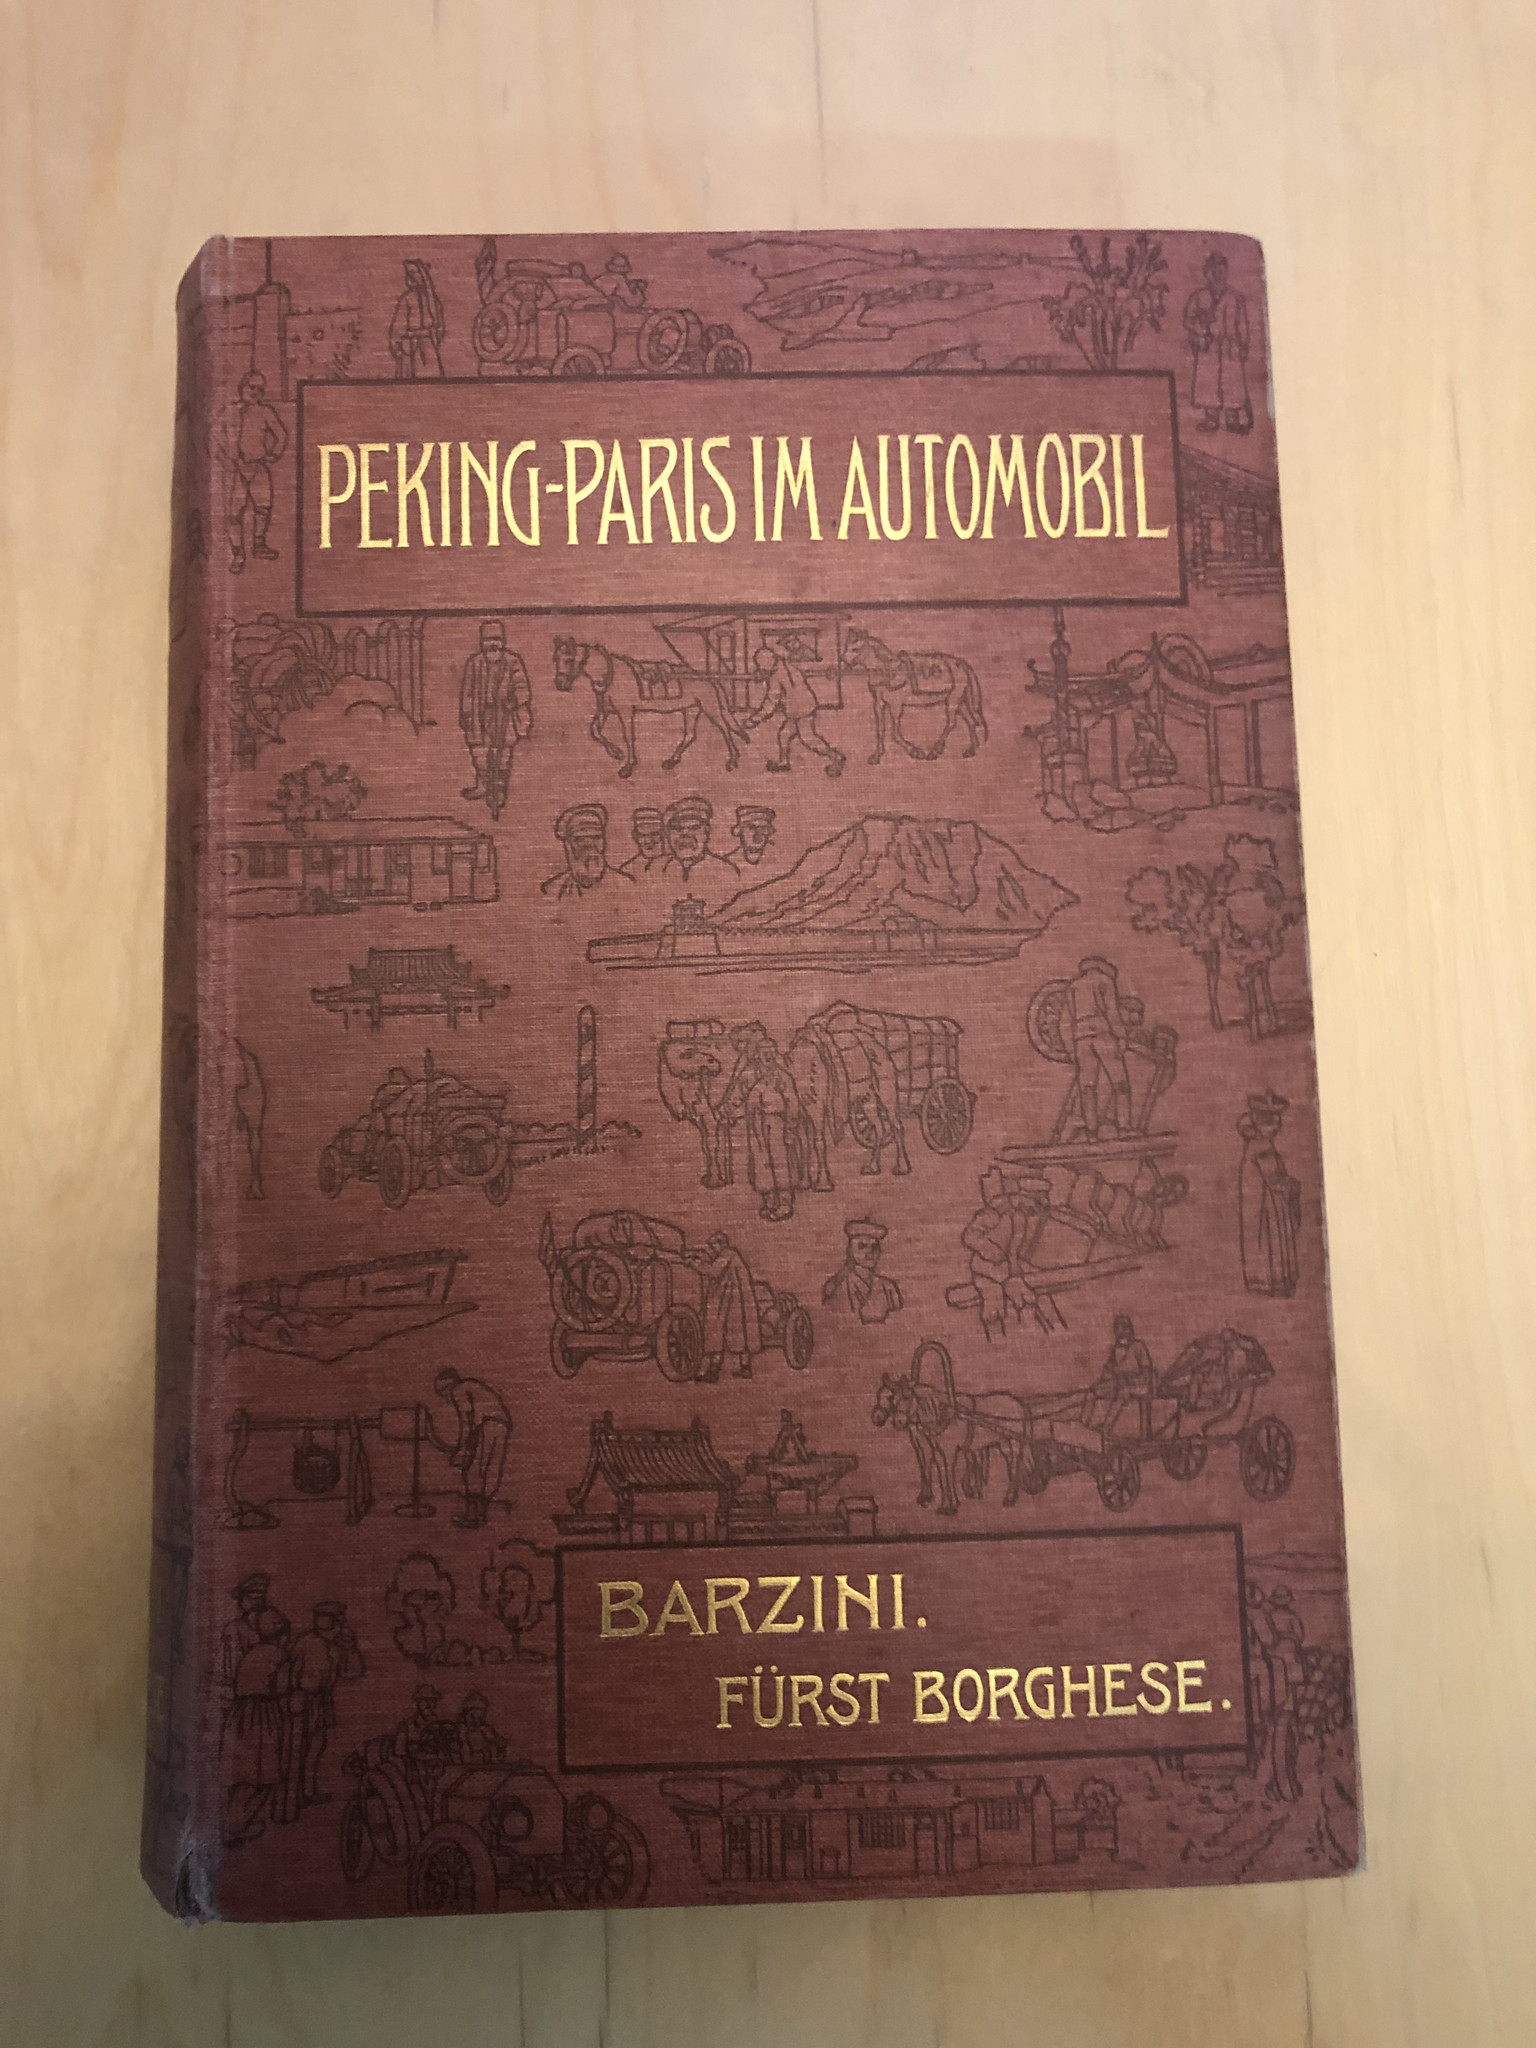 PEKING-PARIS IM AUTOMOBIL
BARZINI.
FÜRST BORGHESE.